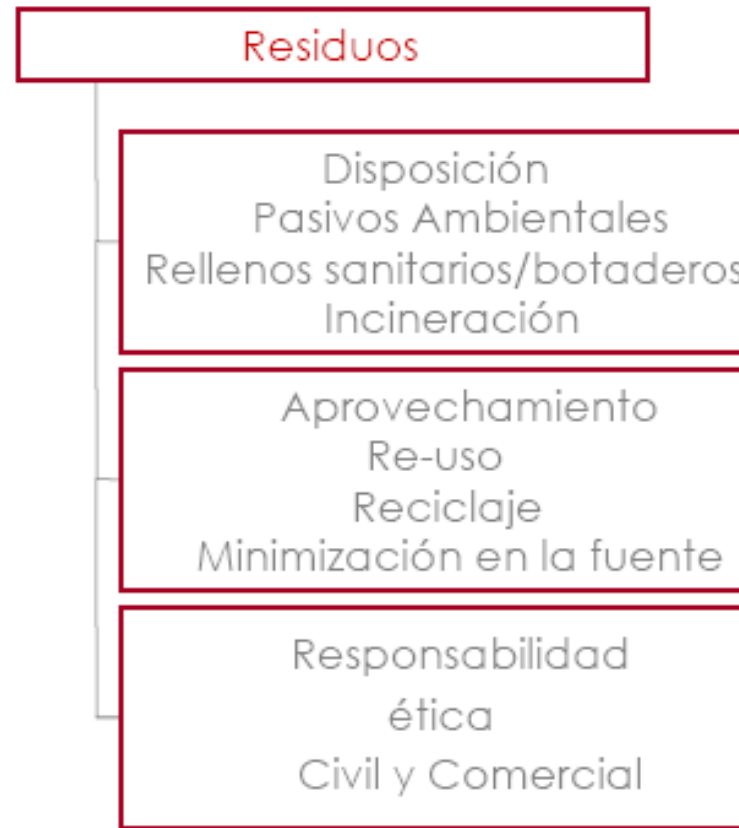 Residuos
Disposición
Pasivos Ambientales
Rellenos sanitarios/botaderos
Incineración
Aprovechamiento
Re-uso
Reciclaje
Minimización en la fuente
Responsabilidad
ética
Civil y Comercial